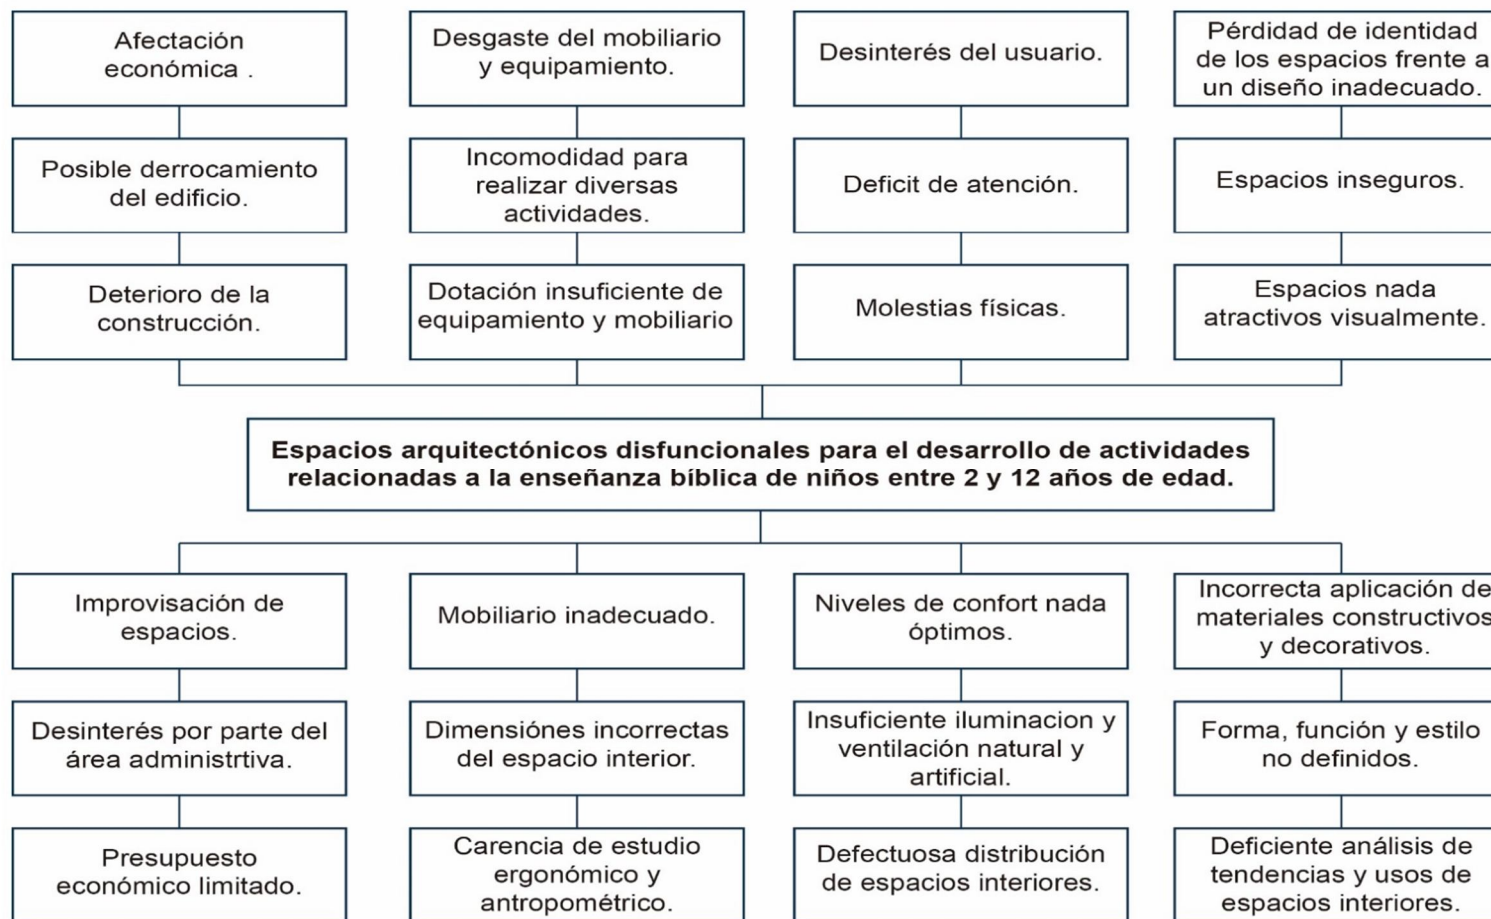 Afectación
económica .
Desgaste del mobiliario
y equipamiento.
Desinterés del usuario.
Pérdidad de identidad
de los espacios frente a
un diseño inadecuado.
Posible derrocamiento
del edificio.
Incomodidad para
realizar diversas
actividades.
Deficit de atención.
Espacios inseguros.
Deterioro de la
construcción.
Dotación insuficiente de
equipamiento y mobiliario
Molestias físicas.
Espacios nada
atractivos visualmente.
Espacios arquitectónicos disfuncionales para el desarrollo de actividades
relacionadas a la enseñanza bíblica de niños entre 2 y 12 años de edad.
Improvisación de
espacios.
Mobiliario inadecuado.
Niveles de confort nada
óptimos.
Incorrecta aplicación de
materiales constructivos
y decorativos.
Desinterés por parte del
área administrtiva.
Dimensiónes incorrectas
del espacio interior.
Insuficiente iluminacion y
ventilación natural y
artificial.
Forma, función y estilo
no definidos.
Presupuesto
económico limitado.
Carencia de estudio
ergonómico y
antropométrico.
Defectuosa distribución
de espacios interiores.
Deficiente análisis de
tendencias y usos de
espacios interiores.